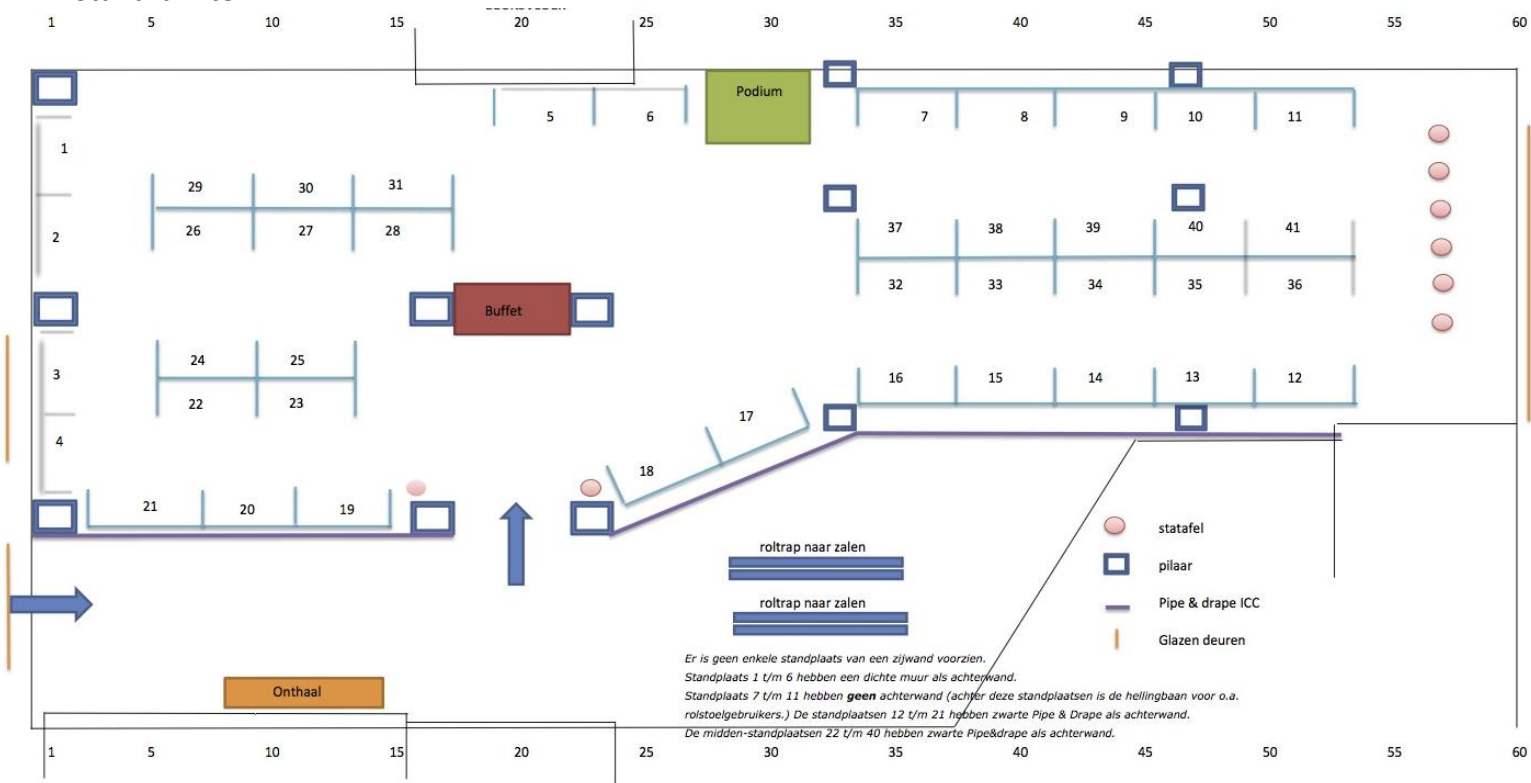 1 5 10 15 20 25 30 35 40 45 50 55 60
Podium
5 6 7 8 9 10 11
1
29 30 31
2 26 27 28
37 38 39 40 41
32 33 34 35 36
Buffet
24 25
3
22 23
16 15 14 13 12
17
4
18
21 20 19
statafel
roltrap naar zalen
pilaar
roltrap naar zalen
Pipe & drape ICC
Glazen deuren
Er is geen enkele standplaats van een zijwand voorzien.
Standplaats 1 t/m 6 hebben een dichte muur als achterwand.
Standplaats 7 t/m 11 hebben geen achterwand (achter deze standplaatsen is de hellingbaan voor o.a.
rolstoelgebruikers.) De standplaatsen 12 t/m 21 hebben zwarte Pipe & Drape als achterwand.
De midden-standplaatsen 22 t/m 40 hebben zwarte Pipe&drape als achterwand.
Onthaal
1 5 10 15 20 25 30 35 40 45 50 55 60